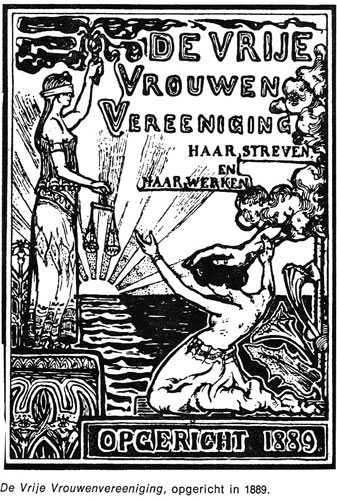 DE VRIJE
VROUWEN
VEREENIGING
HAAR STREVEN
EN
HAAR WERKEN
OPGERICHT 1889
De Vrije Vrouwenvereeniging, opgericht in 1889.